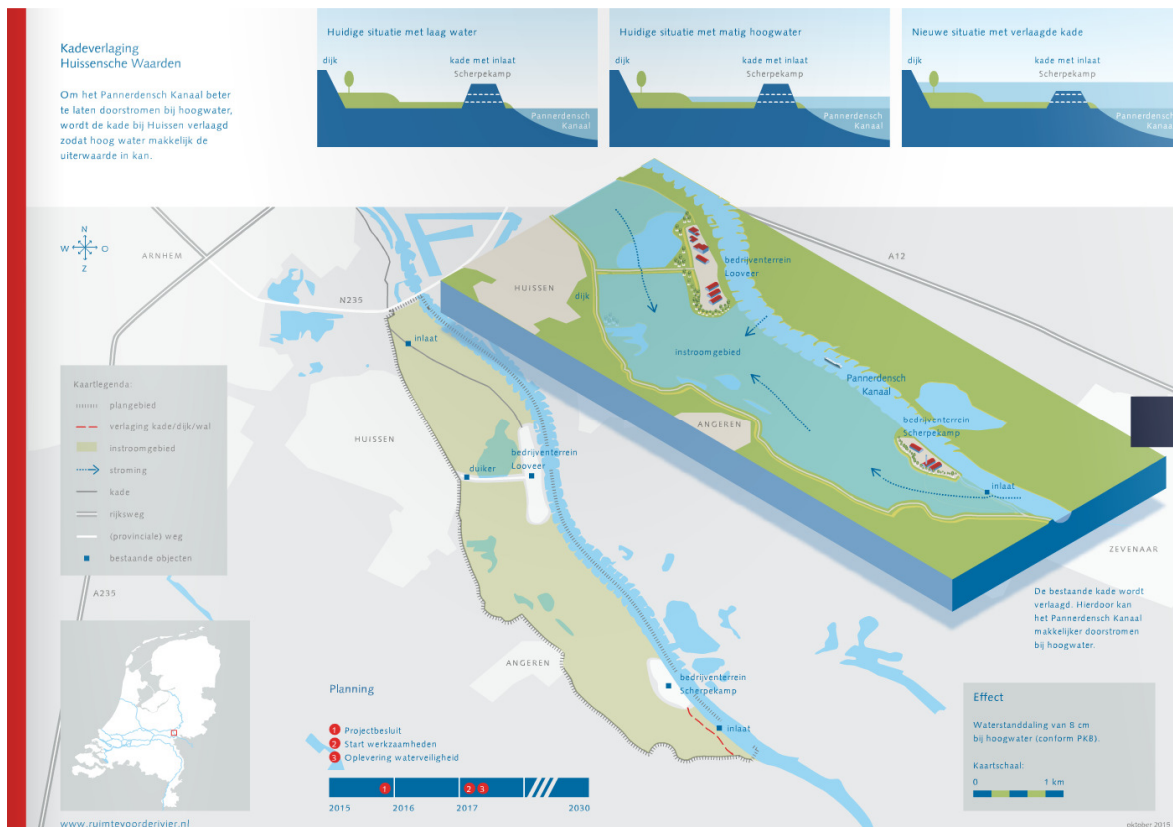 Kadeverlaging
Huissensche Waarden
Om het Pannerdensch Kanaal beter
te laten doorstromen bij hoogwater,
wordt de kade bij Huissen verlaagd
zodat hoog water makkelijk de
uiterwaarde in kan.
Huidige situatie met laag water
dijk
kade met inlaat
Scherpekamp
Pannerdensch
Kanaal
Huidige situatie met matig hoogwater
dijk
kade met inlaat
Scherpekamp
Pannerdensch
Kanaal
Nieuwe situatie met verlaagde kade
dijk
kade met inlaat
Scherpekamp
Pannerdensch
Kanaal
N
W O
Z
ARNHEM
N235
A12
HUISSEN
dijk
bedrijventerrein
Looveer
instroomgebied
Pannerdensch
Kanaal
ANGEREN
bedrijventerrein
Scherpekamp
inlaat
ZEVENAAR
inlaat
HUISSEN
duiker
bedrijventerrein
Looveer
ANGEREN
bedrijventerrein
Scherpekamp
inlaat
Kaartlegenda:
plangebied
verlaging kade/dijk/wal
instroomgebied
stroming
kade
rijksweg
(provinciale) weg
bestaande objecten
A235
De bestaande kade wordt
verlaagd. Hierdoor kan
het Pannerdensch Kanaal
makkelijker doorstromen
bij hoogwater.
Planning
1 Projectbesluit
2 Start werkzaamheden
3 Oplevering waterveiligheid
1 2 3
2015 2016 2017 2030
Effect
Waterstanddaling van 8 cm
bij hoogwater (conform PKB).
Kaartschaal:
0 1 km
www.ruimtevoorderivier.nl
oktober 2015